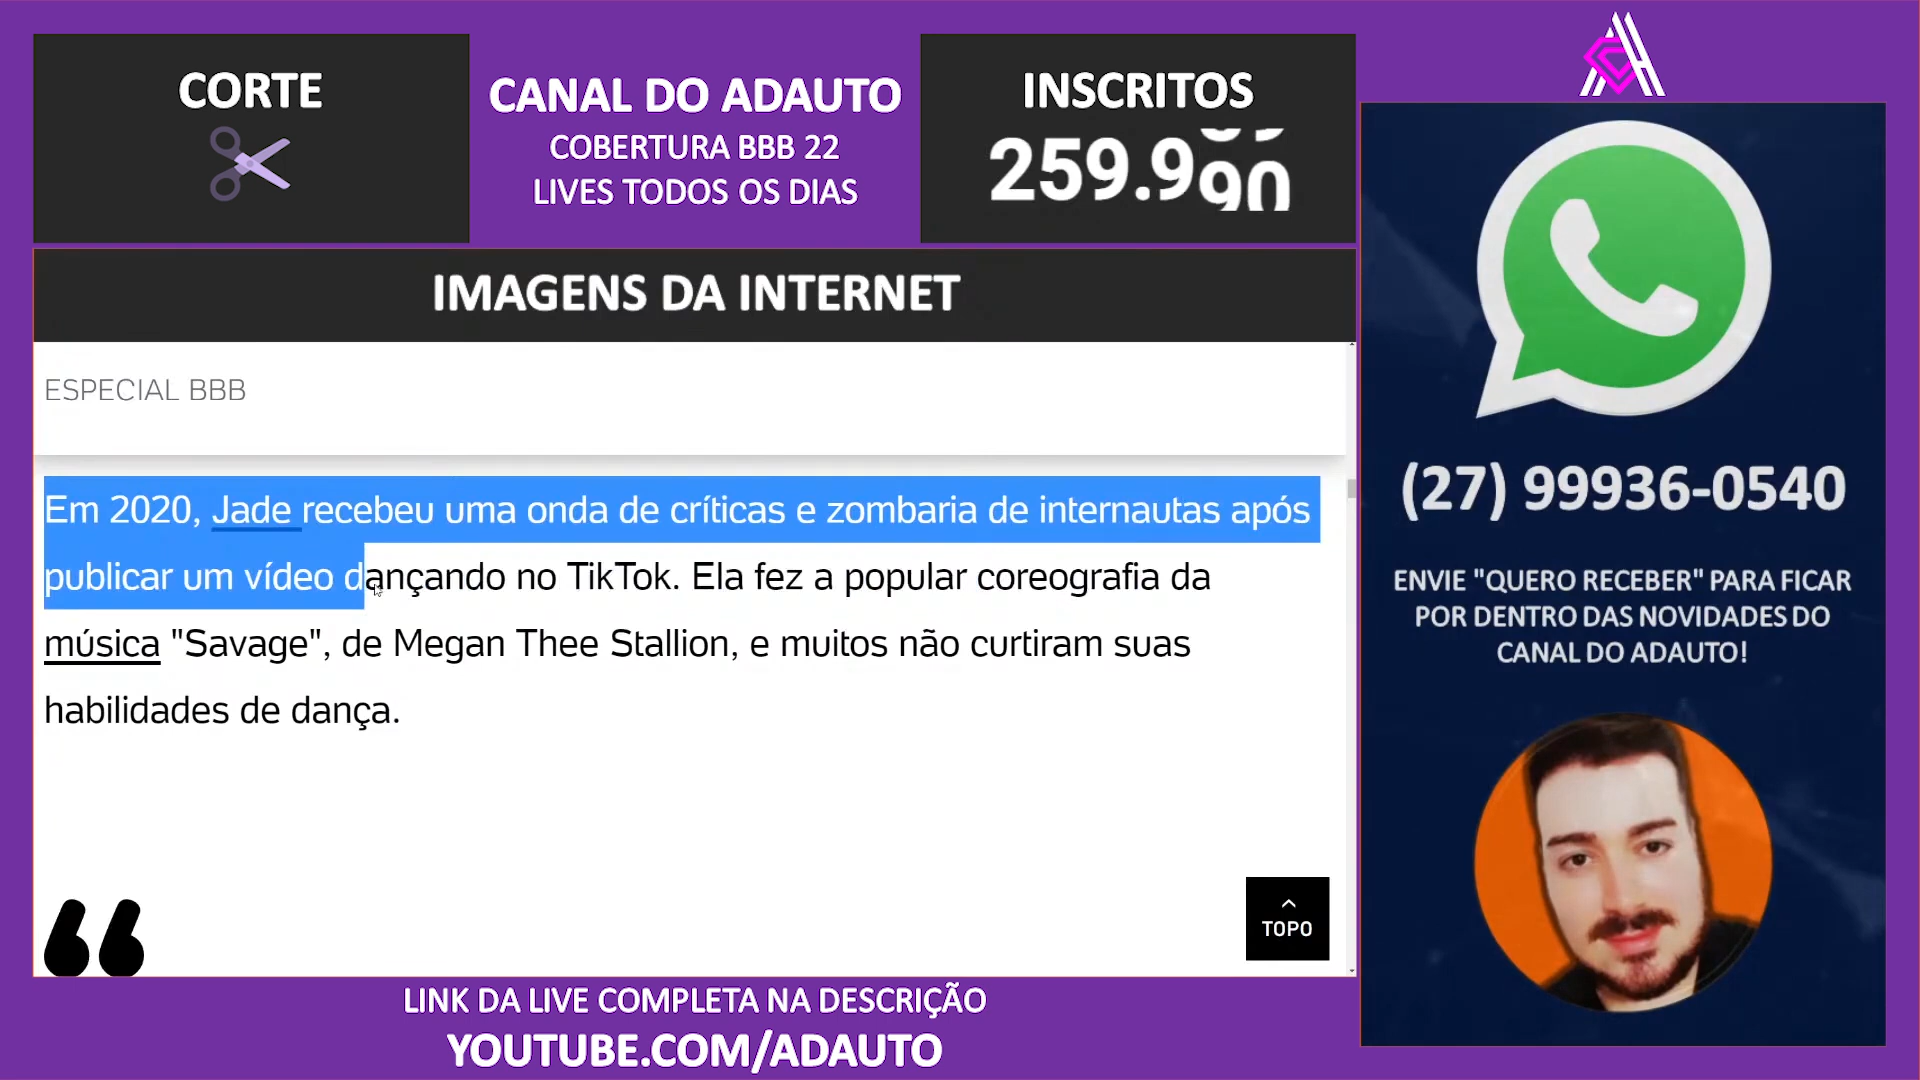 CORTE
CANAL DO ADAUTO
COBERTURA BBB 22
LIVES TODOS OS DIAS
INSCRITOS
259.990
IMAGENS DA INTERNET
ESPECIAL BBB
Em 2020, Jade recebeu uma onda de críticas e zombaria de internautas após
publicar um vídeo dançando no TikTok. Ela fez a popular coreografia da
música "Savage", de Megan Thee Stallion, e muitos não curtiram suas
habilidades de dança.
“
TOPO
LINK DA LIVE COMPLETA NA DESCRIÇÃO
YOUTUBE.COM/ADAUTO
(27) 99936-0540
ENVIE "QUERO RECEBER" PARA FICAR
POR DENTRO DAS NOVIDADES DO
CANAL DO ADAUTO!